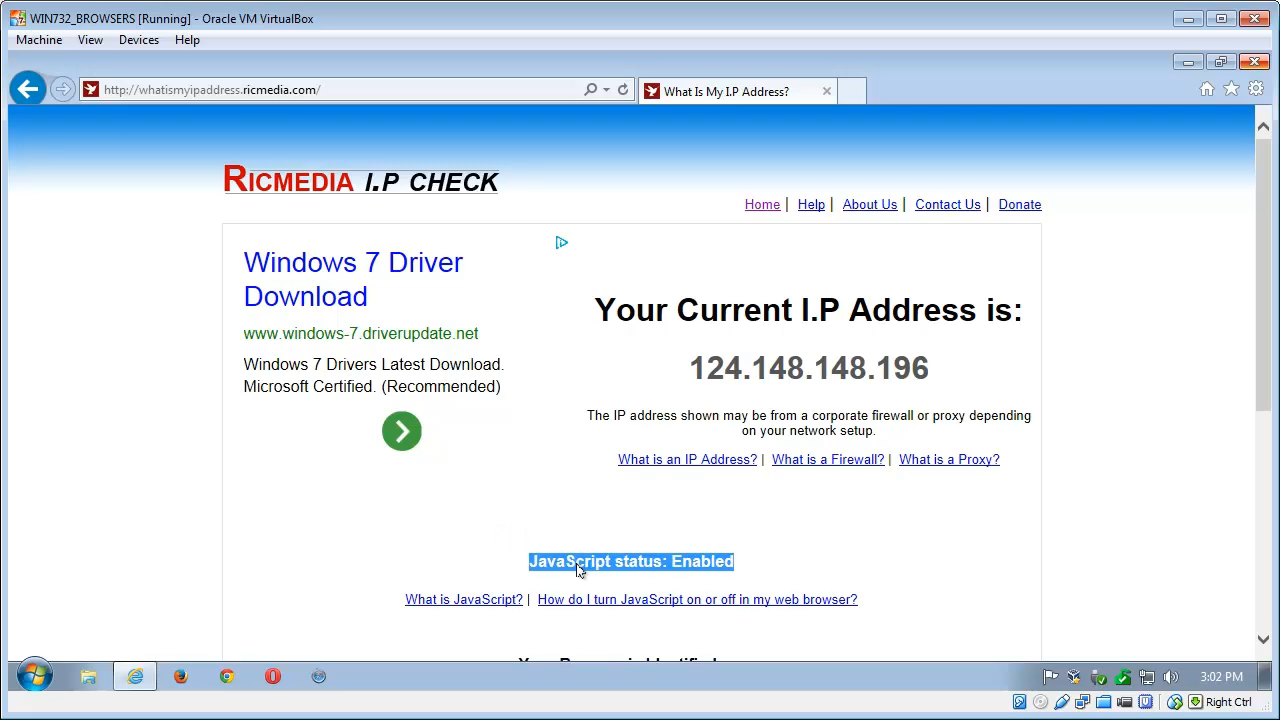 WIN732_BROWSERS [Running] - Oracle VM VirtualBox
Machine View Devices Help
http://whatismyipaddress.ricmedia.com/
What Is My I.P Address?
RICMEDIA I.P CHECK
Home | Help | About Us | Contact Us | Donate
Windows 7 Driver
Download
www.windows-7.driverupdate.net
Windows 7 Drivers Latest Download.
Microsoft Certified. (Recommended)
Your Current I.P Address is:
124.148.148.196
The IP address shown may be from a corporate firewall or proxy depending
on your network setup.
What is an IP Address? | What is a Firewall? | What is a Proxy?
JavaScript status: Enabled
What is JavaScript? | How do I turn JavaScript on or off in my web browser?
3:02 PM
Right Ctrl